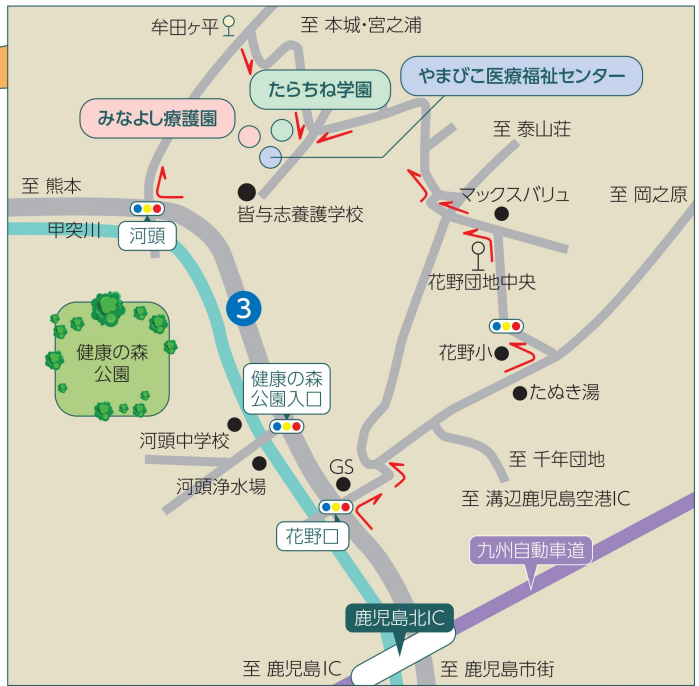 牟田ヶ平
至 本城・宮之浦
やまびこ医療福祉センター
たらちね学園
みなよし療護園
至 泰山荘
至 熊本
マックスバリュ
至 岡之原
皆与志養護学校
甲突川
河頭
花野団地中央
3
健康の森
公園
花野小
健康の森
公園入口
たぬき湯
河頭中学校
至 千年団地
GS
河頭浄水場
至 溝辺鹿児島空港IC
花野口
九州自動車道
鹿児島北IC
至 鹿児島IC
至 鹿児島市街